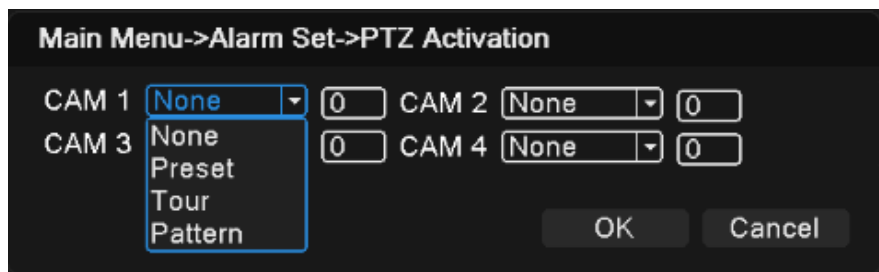 Main Menu->Alarm Set->PTZ Activation
CAM 1 None 0 CAM 2 None 0
CAM 3 None 0 CAM 4 None 0
Preset
Tour
Pattern
OK Cancel